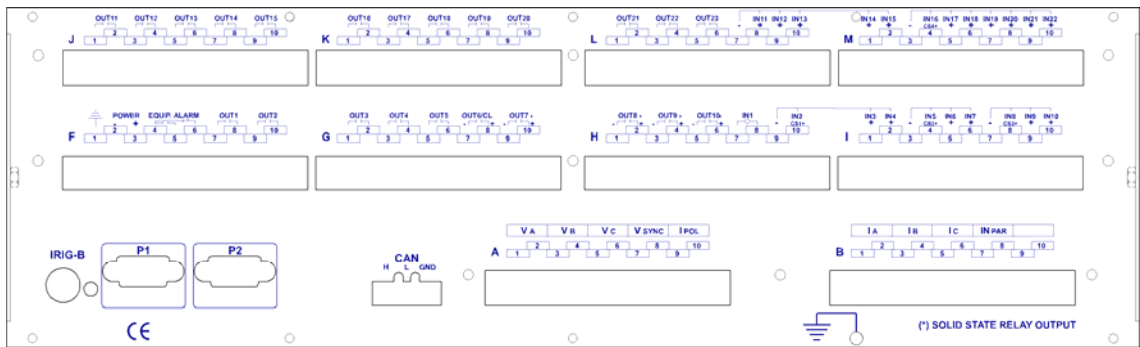 OUT11 OUT12 OUT13 OUT14 OUT15
J 1 2 3 4 5 6 7 8 9 10
OUT16 OUT17 OUT18 OUT19 OUT20
K 1 2 3 4 5 6 7 8 9 10
OUT21 OUT22 OUT23 - IN11 IN12 IN13
+ + +
L 1 2 3 4 5 6 7 8 9 10
IN14 IN15 - IN16 IN17 IN18 IN19 IN20 IN21 IN22
+ + CS4+ + + + + + +
M 1 2 3 4 5 6 7 8 9 10
POWER EQUIP. ALARM OUT1 OUT2
- +
F 1 2 3 4 5 6 7 8 9 10
OUT3 OUT4 OUT5 OUT6/CL OUT7
- + - +
G 1 2 3 4 5 6 7 8 9 10
OUT8 OUT9 OUT10 IN1 - IN2
- + - + - + CS1+
H 1 2 3 4 5 6 7 8 9 10
IN3 IN4 - IN5 IN6 IN7 - IN8 IN9 IN10
+ + CS2+ + + CS3+ + +
I 1 2 3 4 5 6 7 8 9 10
IRIG-B
P1
P2
CAN
H L GND
VA VB VC VSYNC IPOL
A 1 2 3 4 5 6 7 8 9 10
IA IB IC INPAR
B 1 2 3 4 5 6 7 8 9 10
CE
(*) SOLID STATE RELAY OUTPUT